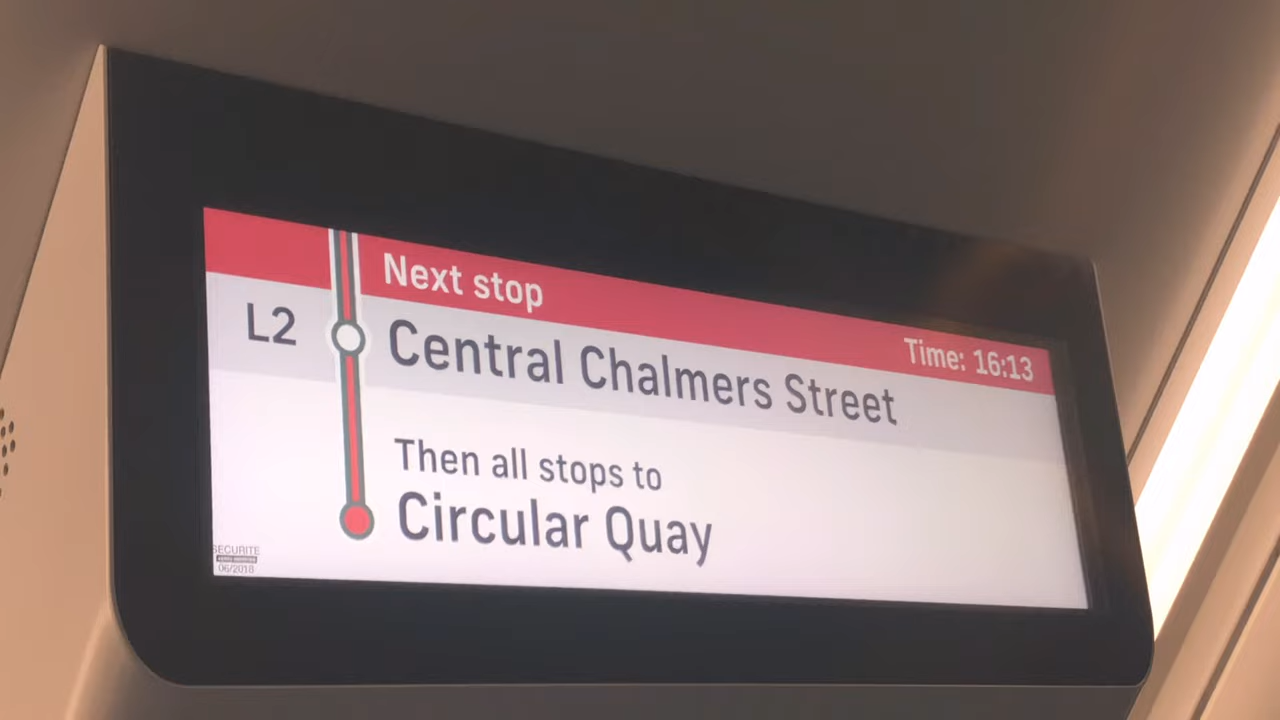 Next stop
Time: 16:13
L2
Central Chalmers Street
Then all stops to
Circular Quay
SECURITE
06/2018